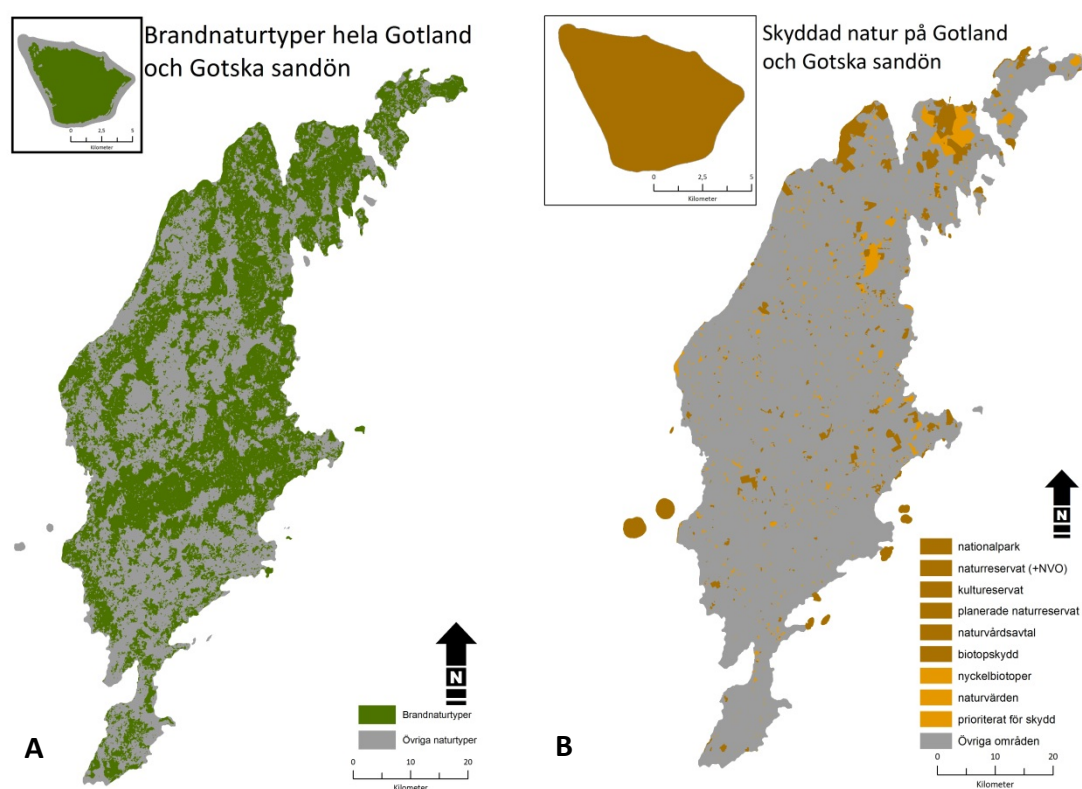 Brandnaturtyper hela Gotland
och Gotska sandön
0 2,5 5
Kilometer
N
Brandnaturtyper
Övriga naturtyper
0 10 20
Kilometer
A
Skyddad natur på Gotland
och Gotska sandön
0 2,5 5
Kilometer
N
nationalpark
naturreservat (+NVO)
kultureservat
planerade naturreservat
naturvårdsavtal
biotopskydd
nyckelbiotoper
naturvärden
prioriterat för skydd
Övriga områden
0 10 20
Kilometer
B